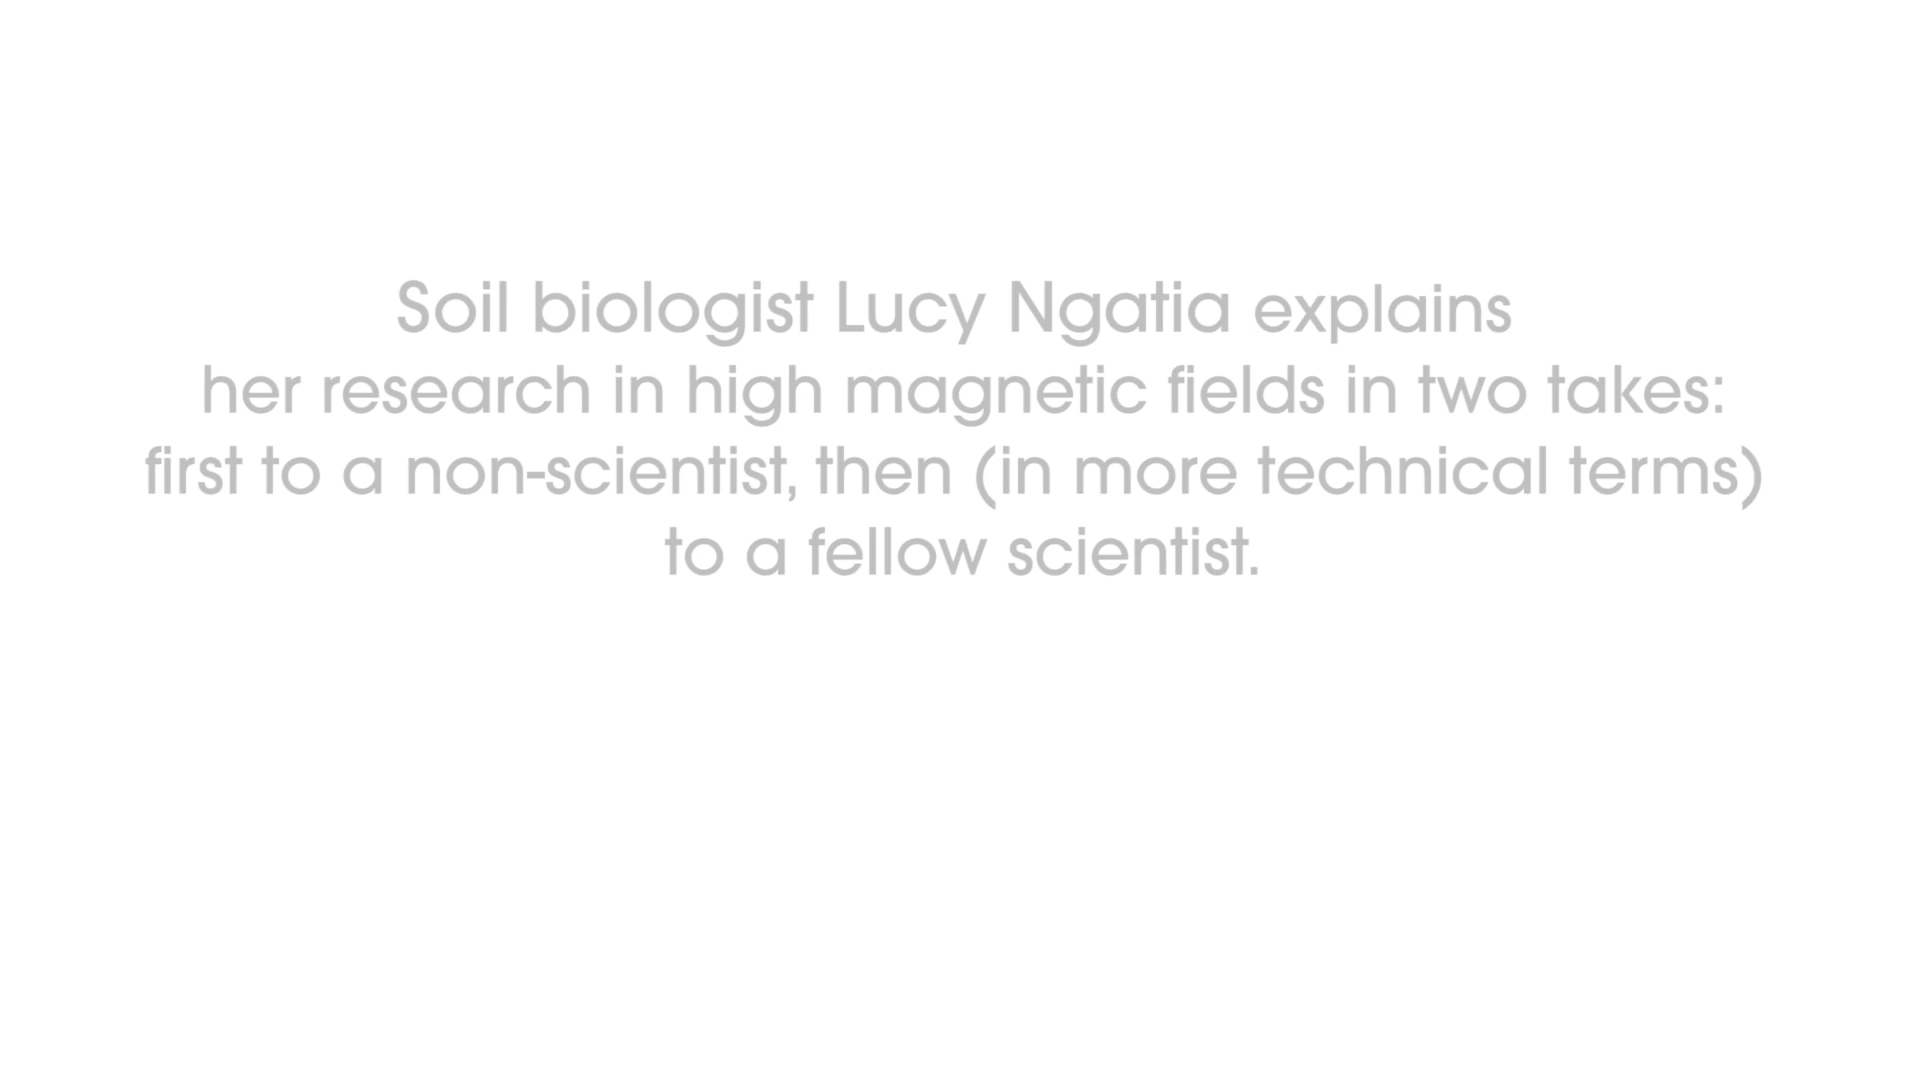 Soil biologist Lucy Ngatia explains
her research in high magnetic fields in two takes:
first to a non-scientist, then (in more technical terms)
to a fellow scientist.